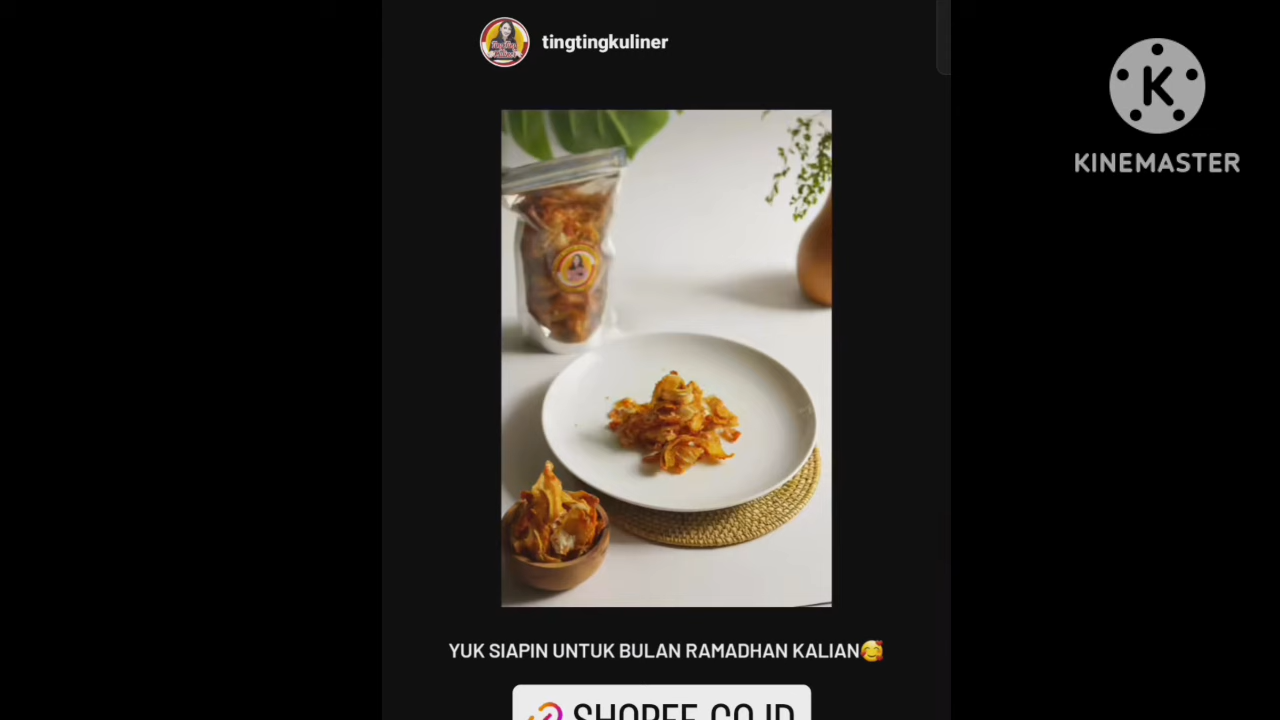 tingtingkuliner
KINEMASTER
YUK SIAPIN UNTUK BULAN RAMADHAN KALIAN🥰
SHOPEE.CO.ID